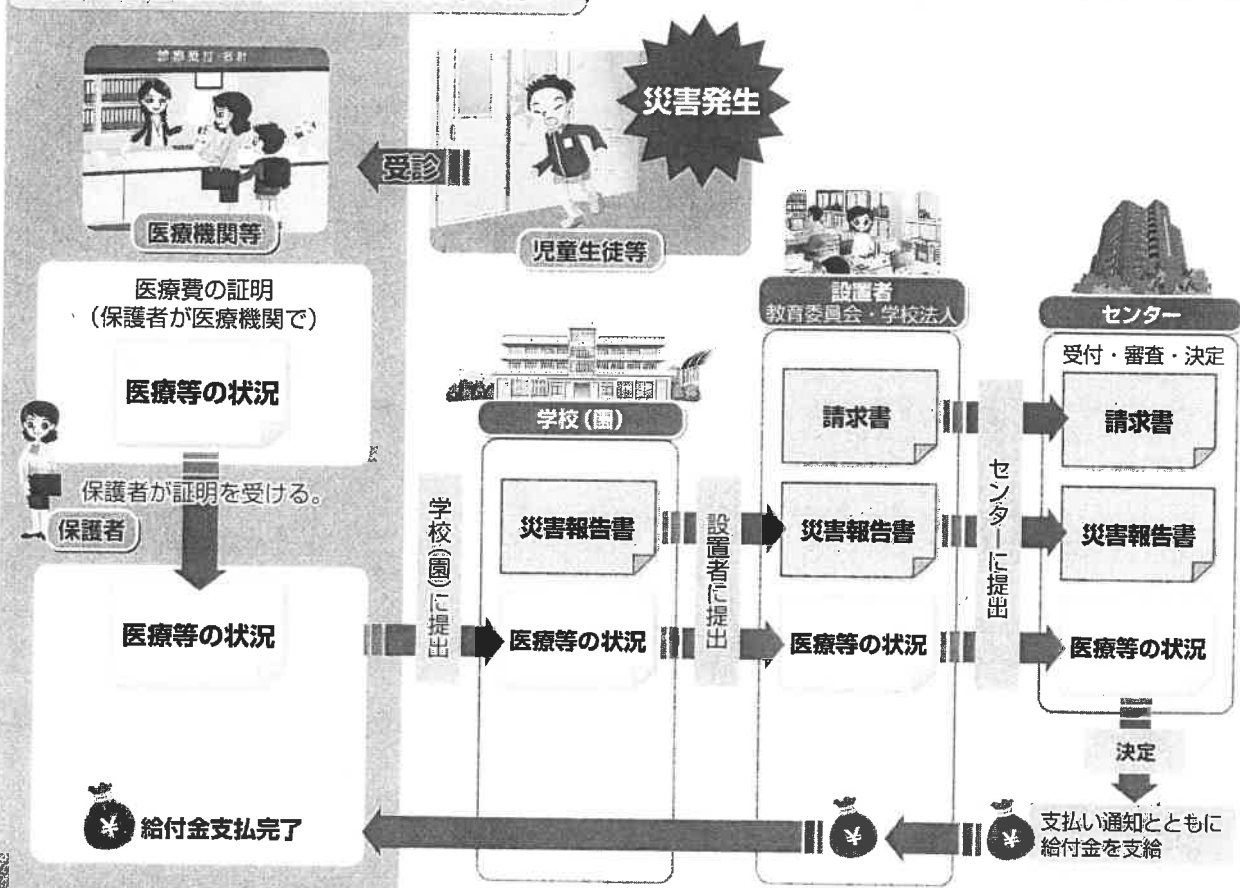 診療受付・会計
災害発生
受診
医療機関等
児童生徒等
医療費の証明
(保護者が医療機関で)
医療等の状況
保護者が証明を受ける。
保護者
医療等の状況
給付金支払完了
学校(園)に提出
学校(園)
災害報告書
医療等の状況
設置者に提出
設置者
教育委員会・学校法人
請求書
災害報告書
医療等の状況
センターに提出
センター
受付・審査・決定
請求書
災害報告書
医療等の状況
決定
支払い通知とともに
給付金を支給